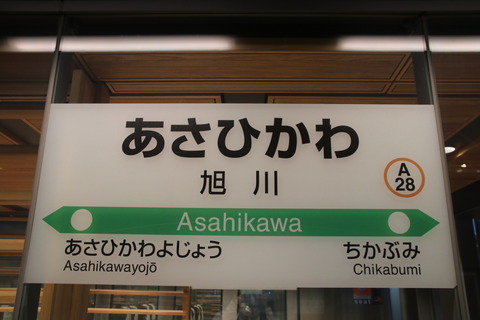 あさひかわ
旭川
A
28
Asahikawa
あさひかわよじょう
Asahikawayojō
ちかぶみ
Chikabumi